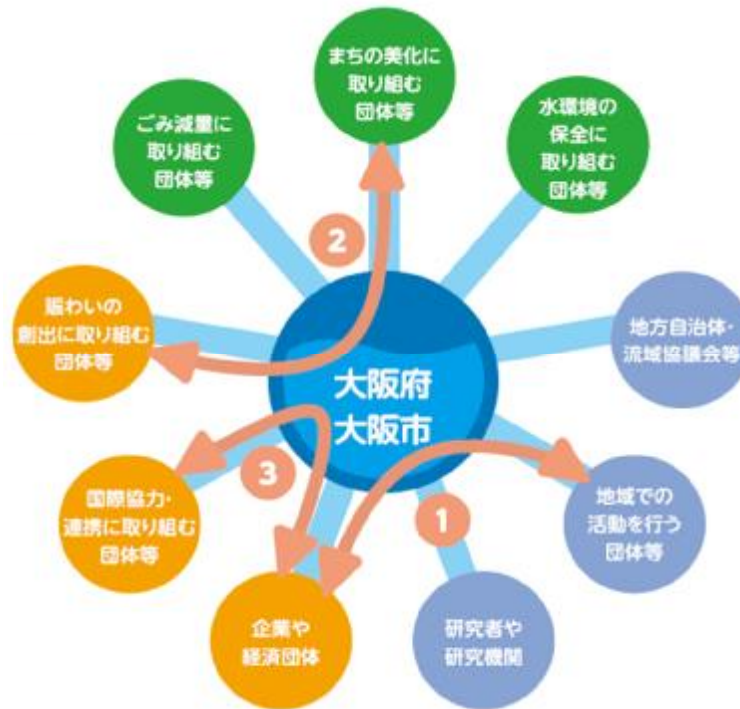 まちの美化に
取り組む
団体等
ごみ減量に
取り組む
団体等
水環境の
保全に
取り組む
団体等
2
賑わいの
創出に取り組む
団体等
地方自治体・
流域協議会等
大阪府
大阪市
3
1
国際協力・
連携に取り組む
団体等
地域での
活動を行う
団体等
企業や
経済団体
研究者や
研究機関